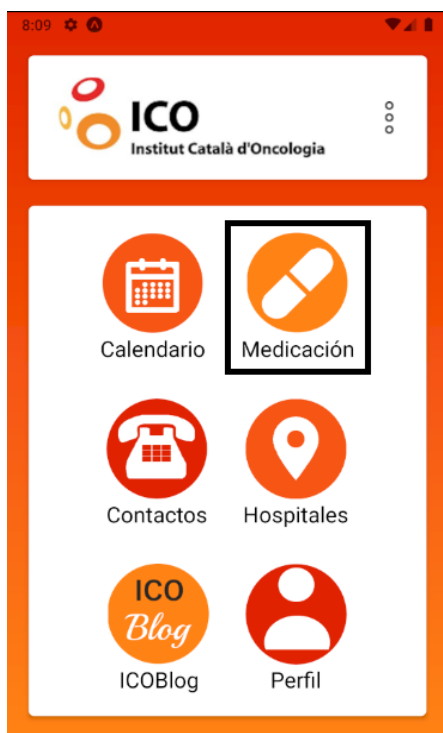 8:09
ICO
Institut Català d'Oncologia
Calendario Medicación
Contactos Hospitales
ICO
Blog
ICOBlog Perfil